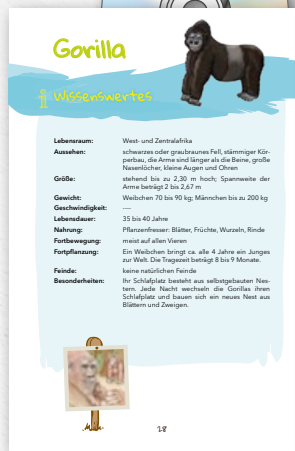 Gorilla
Wissenswertes
Lebensraum: West- und Zentralafrika
Aussehen: schwarzes oder graubraunes Fell, stämmiger Kör-
perbau, die Arme sind länger als die Beine, große
Nasenlöcher, kleine Augen und Ohren
Größe: stehend bis zu 2,30 m hoch; Spannweite der
Arme beträgt 2 bis 2,67 m
Gewicht: Weibchen 70 bis 90 kg; Männchen bis zu 200 kg
Geschwindigkeit: —
Lebensdauer: 35 bis 40 Jahre
Nahrung: Pflanzenfresser: Blätter, Früchte, Wurzeln, Rinde
Fortbewegung: meist auf allen Vieren
Fortpflanzung: Ein Weibchen bringt ca. alle 4 Jahre ein Junges
zur Welt. Die Tragezeit beträgt 8 bis 9 Monate.
Feinde: keine natürlichen Feinde
Besonderheiten: Ihr Schlafplatz besteht aus selbstgebauten Nes-
tern. Jede Nacht wechseln die Gorillas ihren
Schlafplatz und bauen sich ein neues Nest aus
Blättern und Zweigen.
28